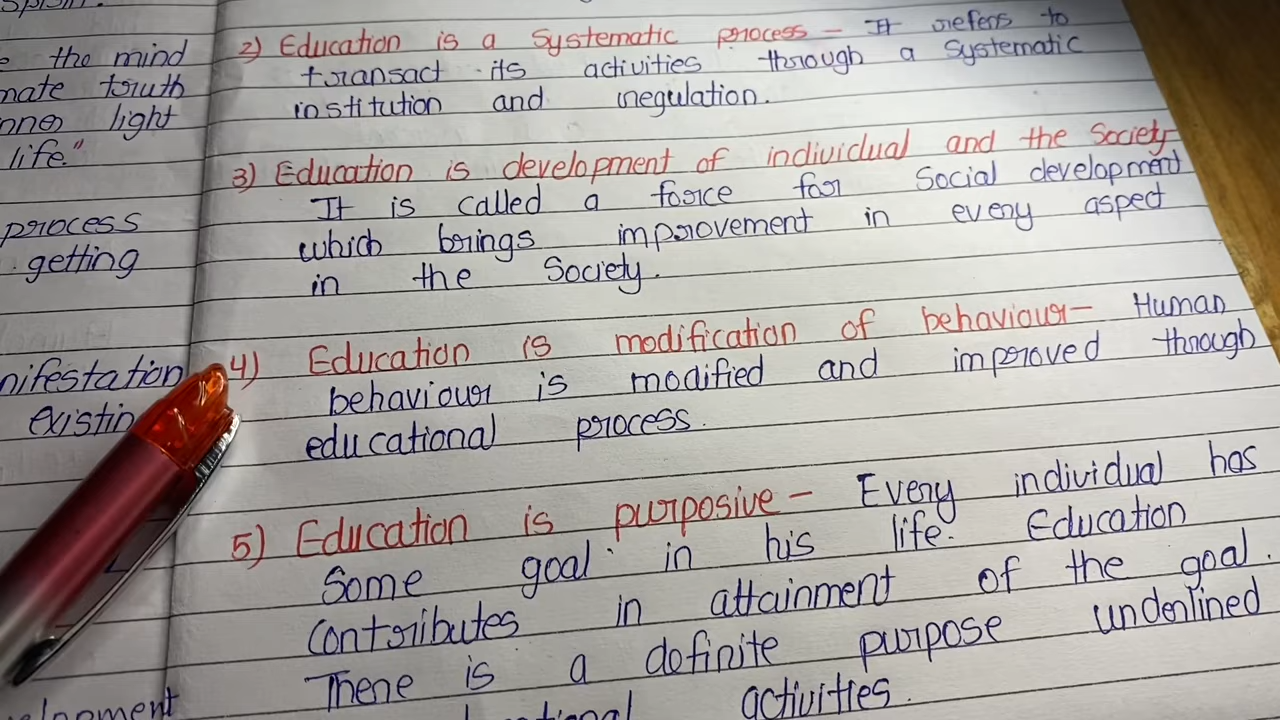 e the mind
nate truth
nner light
life."
process
getting
nifestation
existin
elopment
2) Education is a Systematic process - It refers to
transact its activities through a systematic
institution and regulation.
3) Education is development of individual and the Society
It is called a force for Social development
which brings improvement in every aspect
in the Society.
4) Education is modification of behaviour- Human
behaviour is modified and improved through
educational process.
5) Education is purposive - Every individual has
Some goal in his life. Education
contributes in attainment of the goal.
There is a definite purpose underlined
activities.